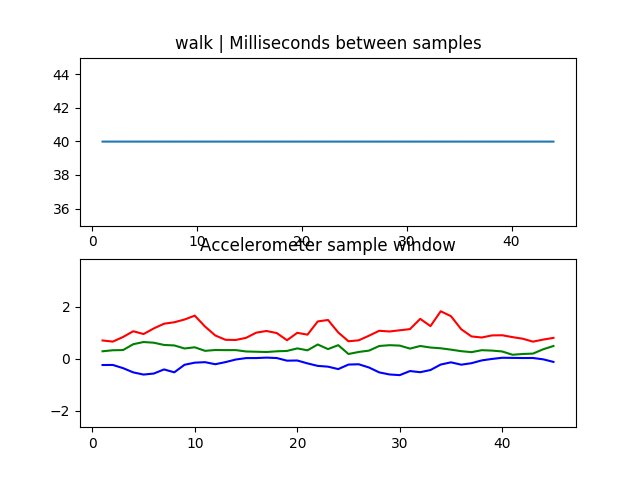 walk | Milliseconds between samples
44
42
40
38
36
0 10 20 30 40
Accelerometer sample window
2
0
−2
0 10 20 30 40